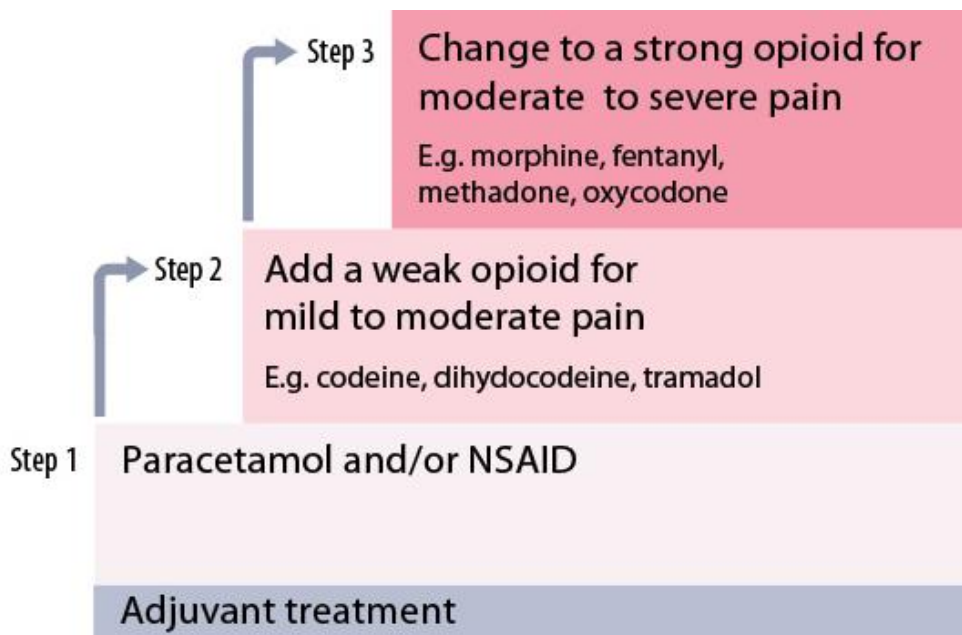 Step 3
Change to a strong opioid for
moderate to severe pain
E.g. morphine, fentanyl,
methadone, oxycodone
Step 2
Add a weak opioid for
mild to moderate pain
E.g. codeine, dihydocodeine, tramadol
Step 1
Paracetamol and/or NSAID
Adjuvant treatment